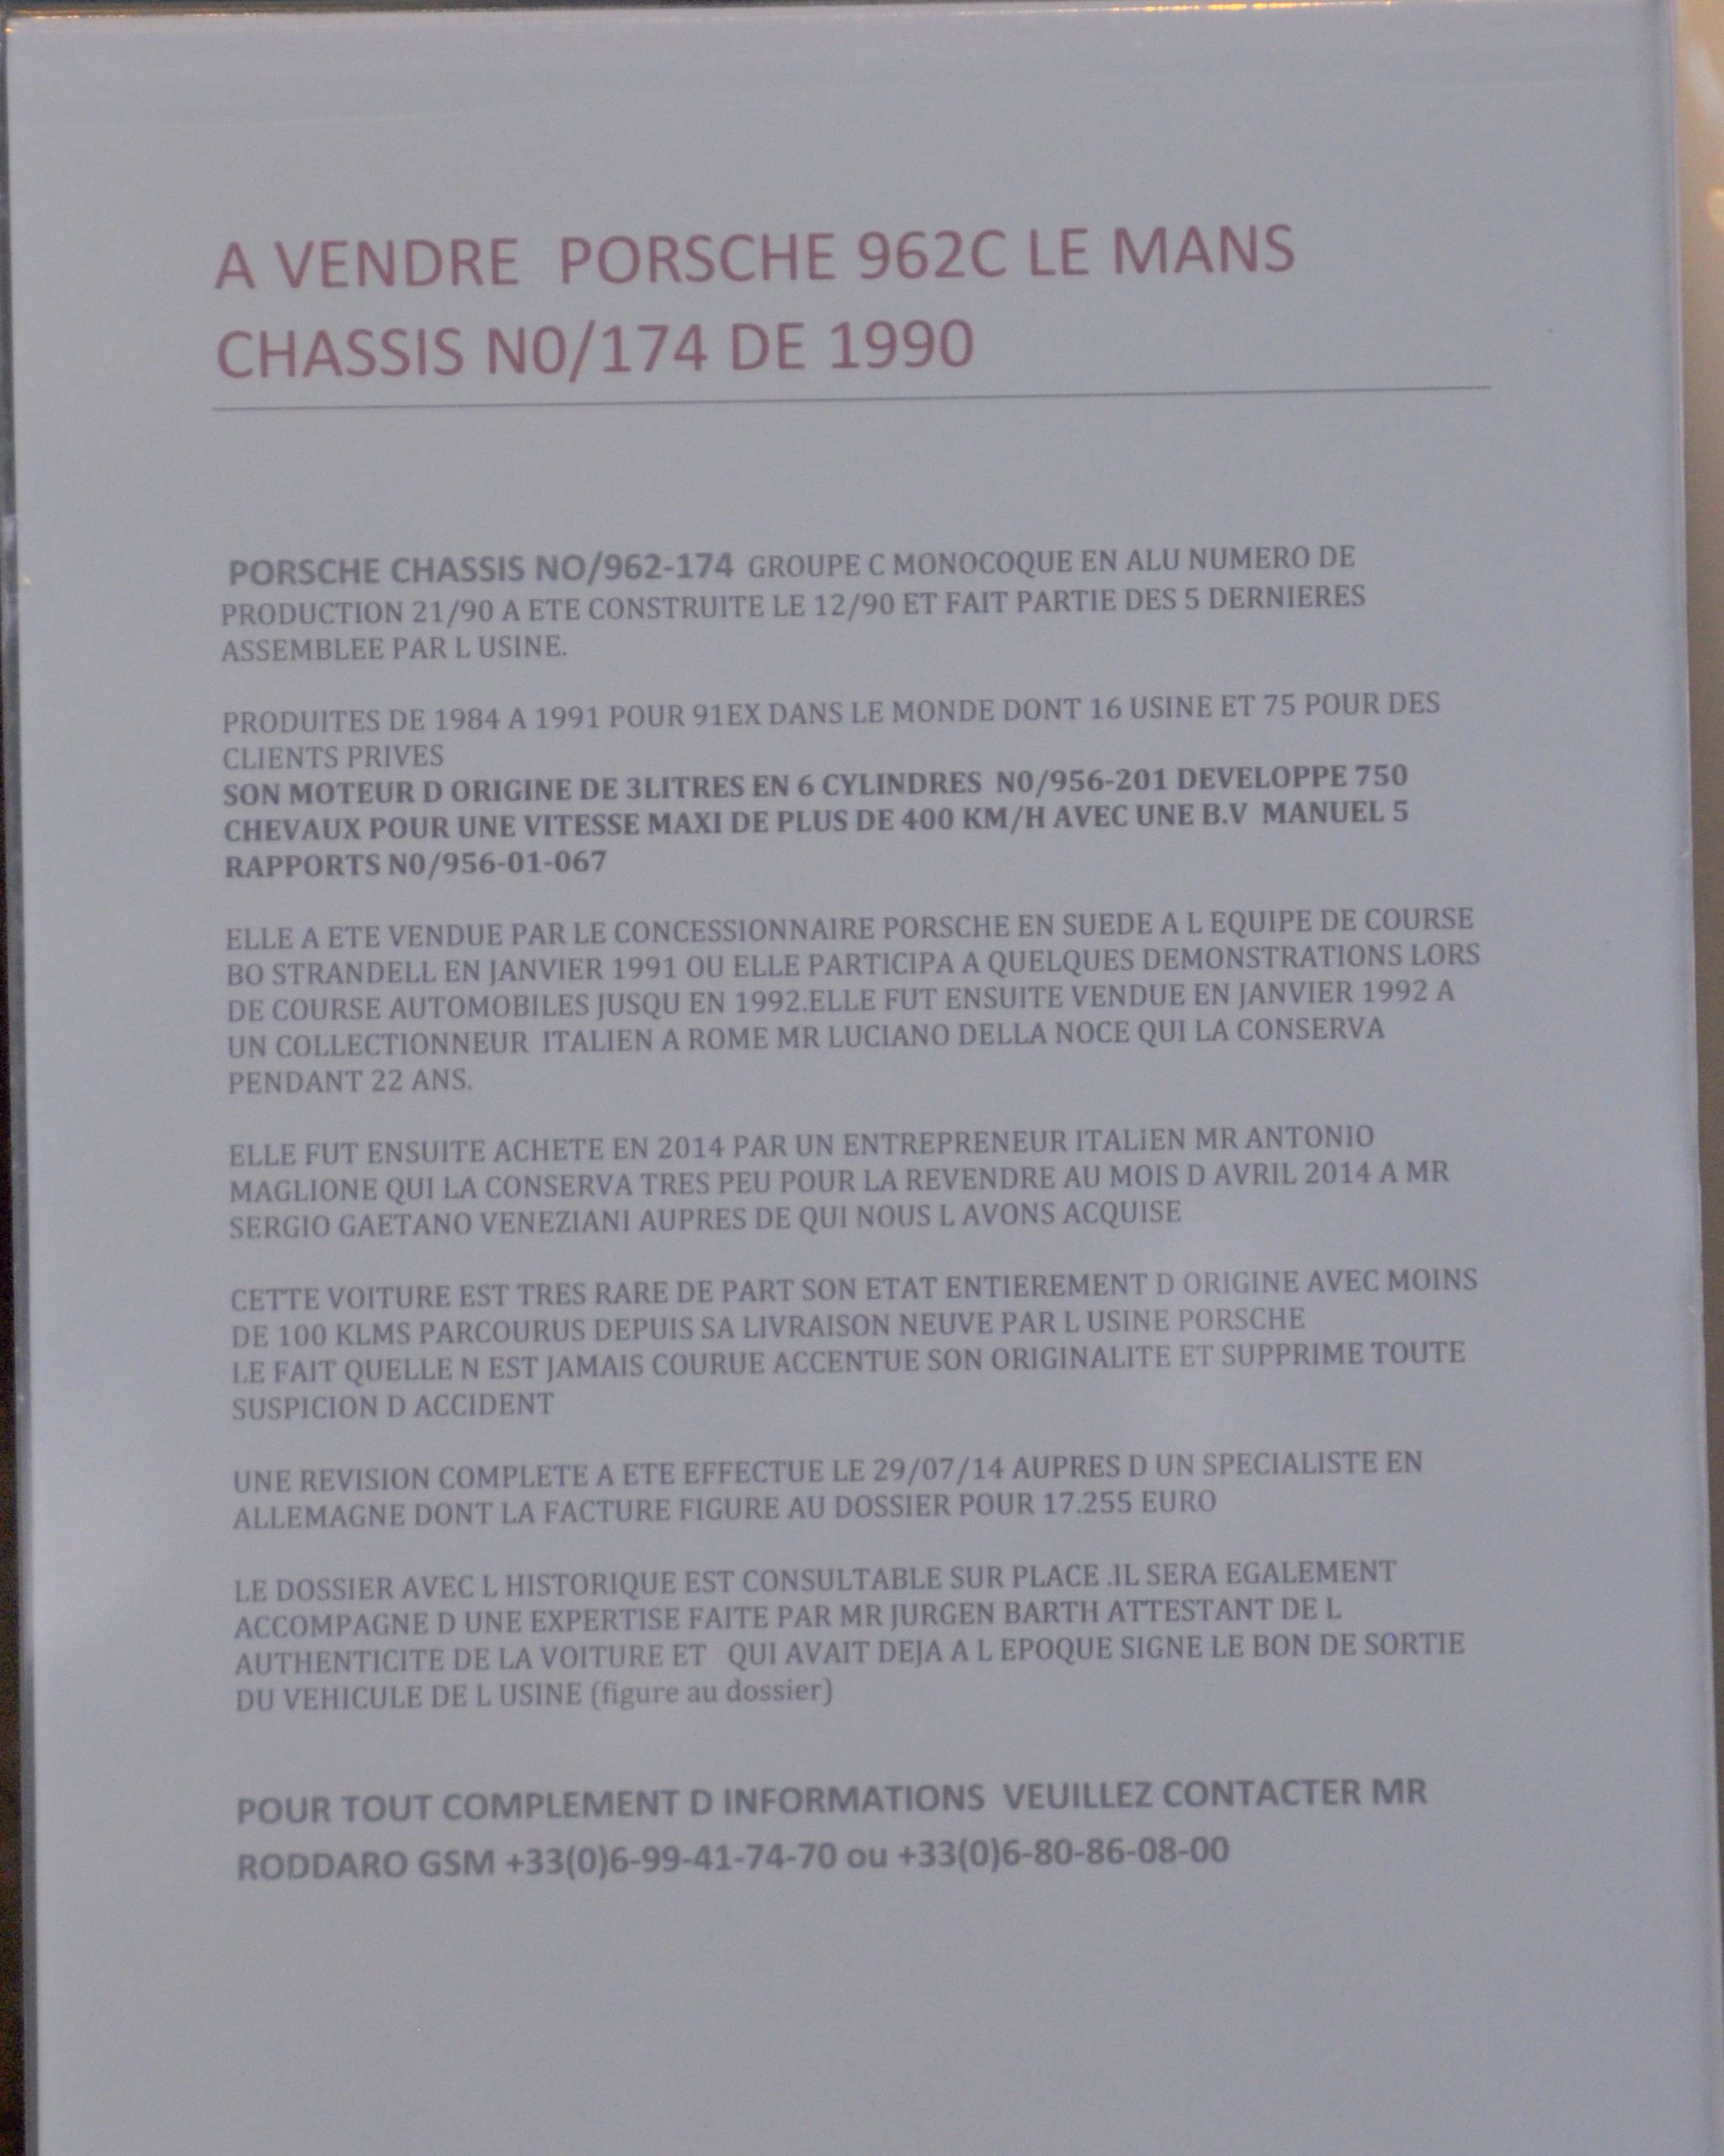 A VENDRE  PORSCHE 962C LE MANS
CHASSIS N0/174 DE 1990
PORSCHE CHASSIS NO/962-174 GROUPE C MONOCOQUE EN ALU NUMERO DE
PRODUCTION 21/90 A ETE CONSTRUITE LE 12/90 ET FAIT PARTIE DES 5 DERNIERES
ASSEMBLEE PAR L USINE.
PRODUITES DE 1984 A 1991 POUR 91EX DANS LE MONDE DONT 16 USINE ET 75 POUR DES
CLIENTS PRIVES
SON MOTEUR D ORIGINE DE 3LITRES EN 6 CYLINDRES  N0/956-201 DEVELOPPE 750
CHEVAUX POUR UNE VITESSE MAXI DE PLUS DE 400 KM/H AVEC UNE B.V  MANUEL 5
RAPPORTS N0/956-01-067
ELLE A ETE VENDUE PAR LE CONCESSIONNAIRE PORSCHE EN SUEDE A L EQUIPE DE COURSE
BO STRANDELL EN JANVIER 1991 OU ELLE PARTICIPA A QUELQUES DEMONSTRATIONS LORS
DE COURSE AUTOMOBILES JUSQU EN 1992.ELLE FUT ENSUITE VENDUE EN JANVIER 1992 A
UN COLLECTIONNEUR  ITALIEN A ROME MR LUCIANO DELLA NOCE QUI LA CONSERVA
PENDANT 22 ANS.
ELLE FUT ENSUITE ACHETE EN 2014 PAR UN ENTREPRENEUR ITALIEN MR ANTONIO
MAGLIONE QUI LA CONSERVA TRES PEU POUR LA REVENDRE AU MOIS D AVRIL 2014 A MR
SERGIO GAETANO VENEZIANI AUPRES DE QUI NOUS L AVONS ACQUISE
CETTE VOITURE EST TRES RARE DE PART SON ETAT ENTIEREMENT D ORIGINE AVEC MOINS
DE 100 KLMS PARCOURUS DEPUIS SA LIVRAISON NEUVE PAR L USINE PORSCHE
LE FAIT QUELLE N EST JAMAIS COURUE ACCENTUE SON ORIGINALITE ET SUPPRIME TOUTE
SUSPICION D ACCIDENT
UNE REVISION COMPLETE A ETE EFFECTUE LE 29/07/14 AUPRES D UN SPECIALISTE EN
ALLEMAGNE DONT LA FACTURE FIGURE AU DOSSIER POUR 17.255 EURO
LE DOSSIER AVEC L HISTORIQUE EST CONSULTABLE SUR PLACE .IL SERA EGALEMENT
ACCOMPAGNE D UNE EXPERTISE FAITE PAR MR JURGEN BARTH ATTESTANT DE L
AUTHENTICITE DE LA VOITURE ET   QUI AVAIT DEJA A L EPOQUE SIGNE LE BON DE SORTIE
DU VEHICULE DE L USINE (figure au dossier)
POUR TOUT COMPLEMENT D INFORMATIONS  VEUILLEZ CONTACTER MR
RODDARO GSM +33(0)6-99-41-74-70 ou +33(0)6-80-86-08-00